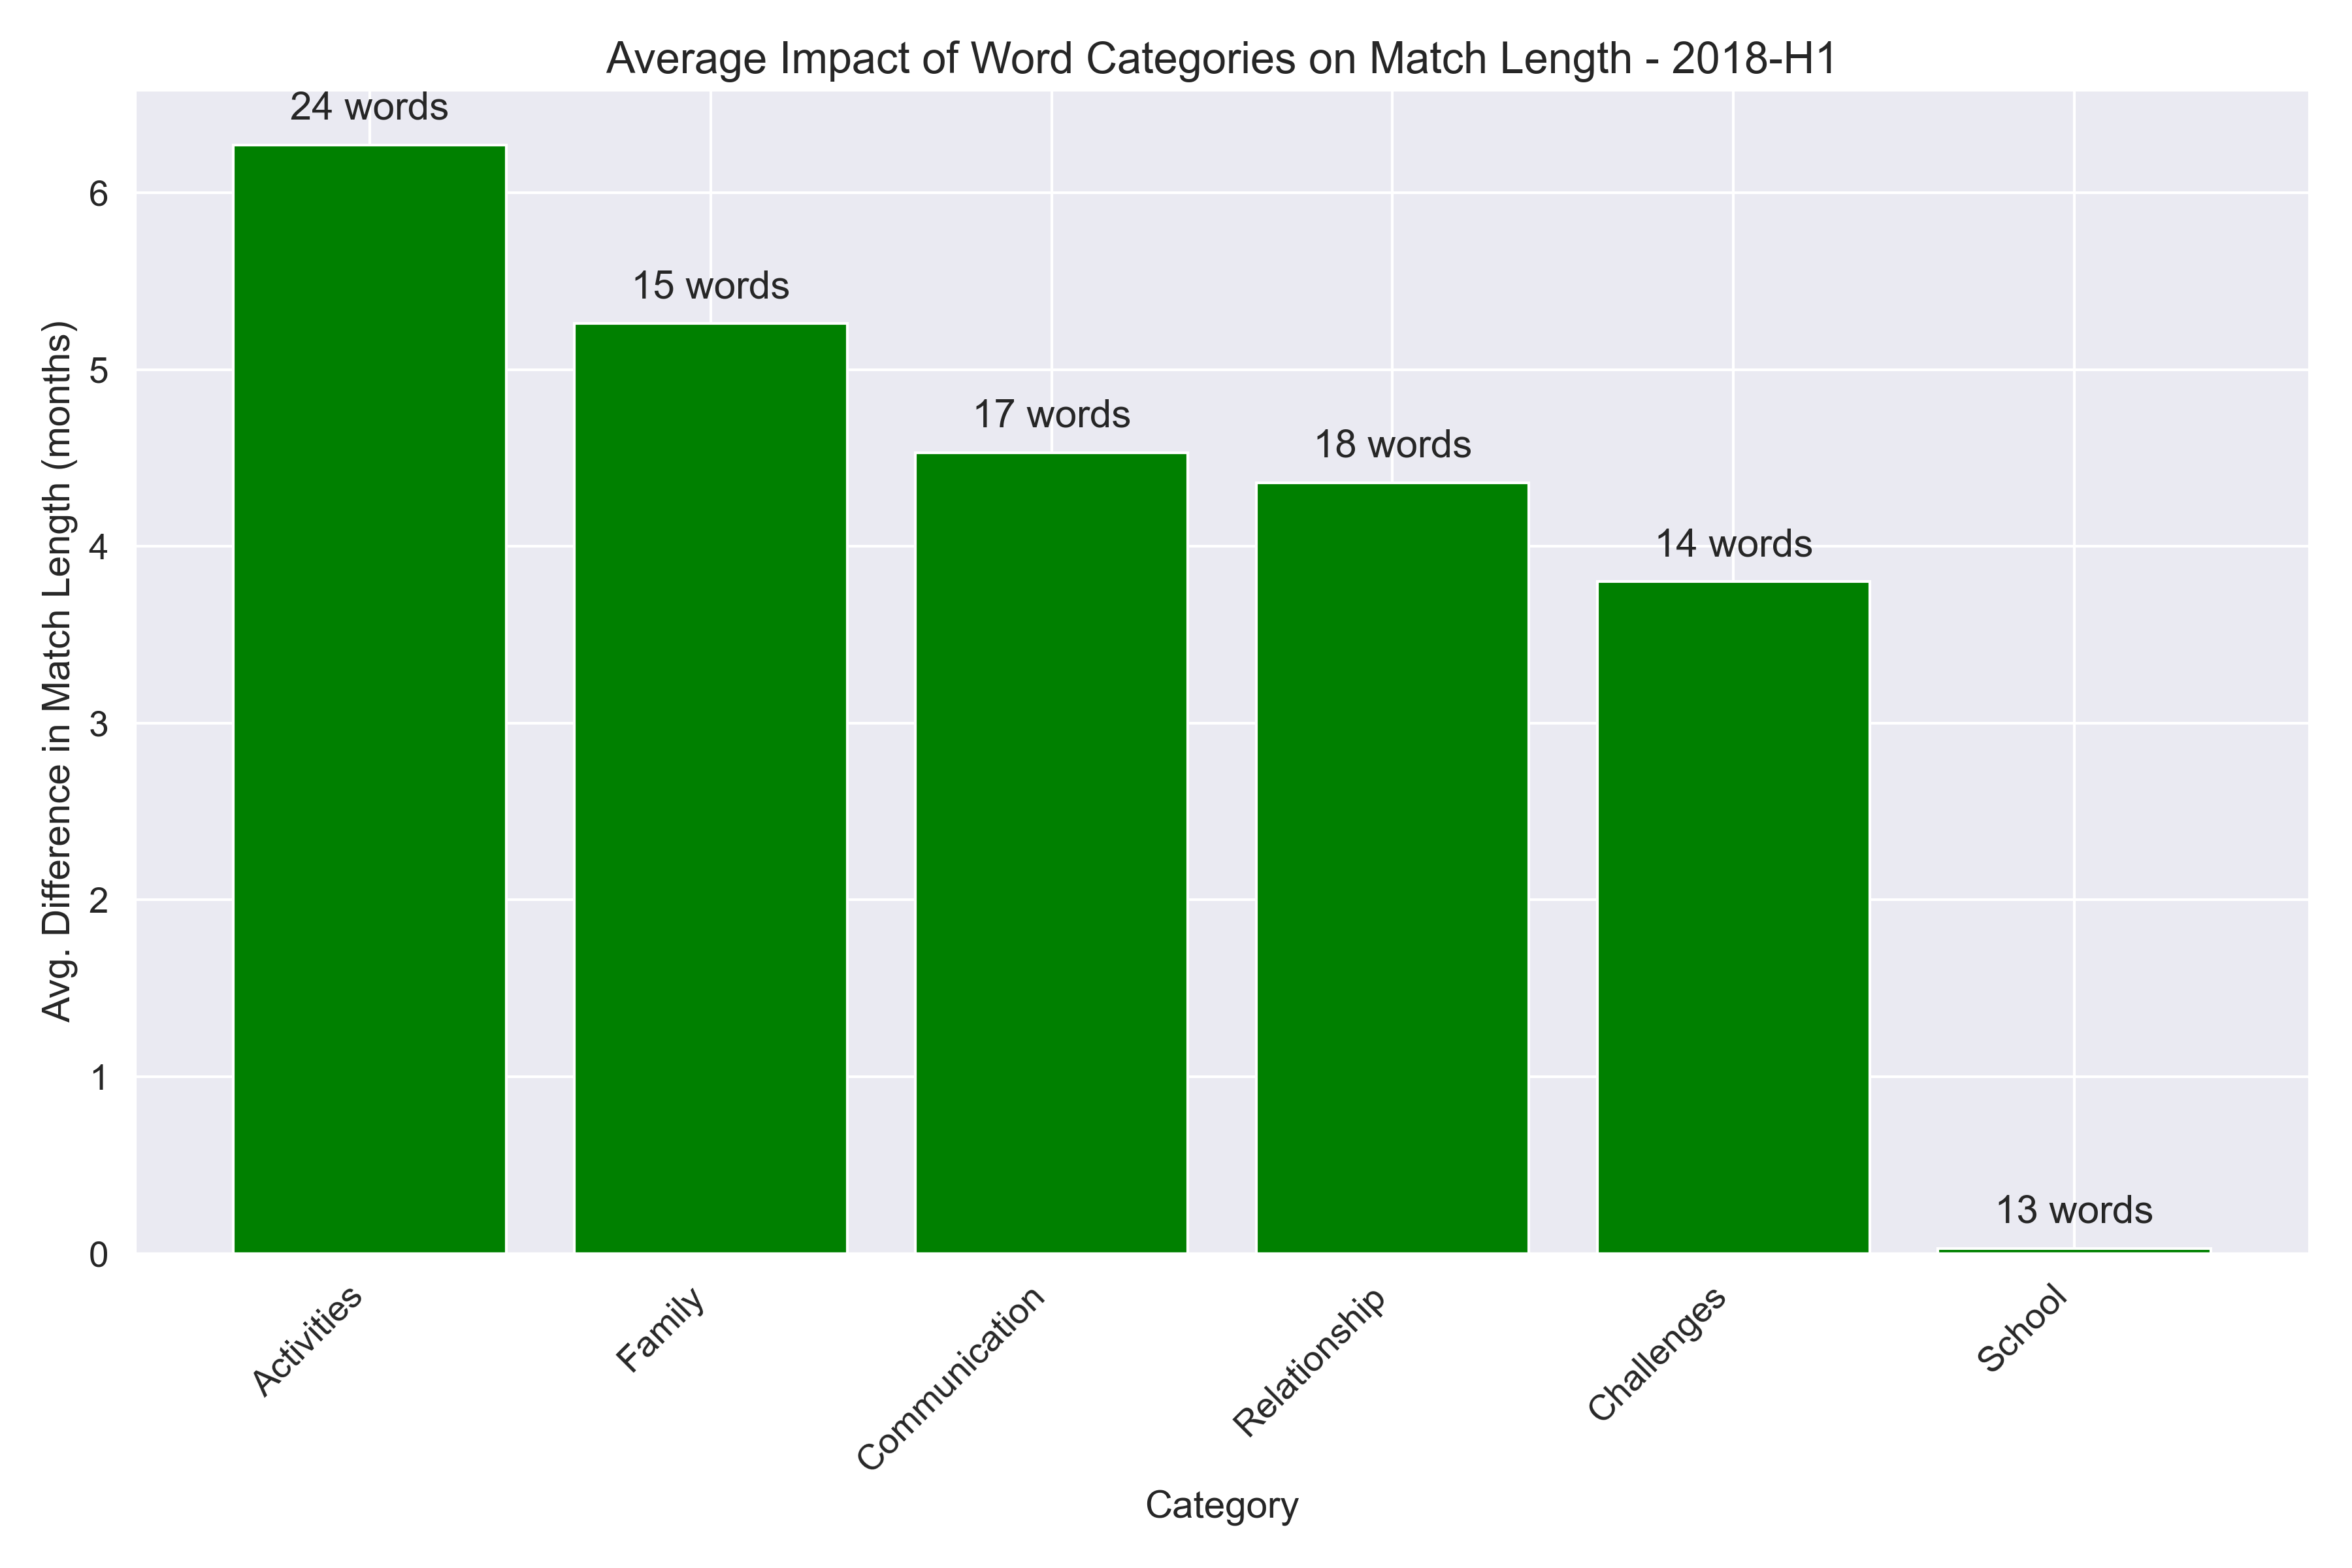 Average Impact of Word Categories on Match Length - 2018-H1
24 words
15 words
17 words
18 words
14 words
13 words
Avg. Difference in Match Length (months)
6
5
4
3
2
1
0
Activities
Family
Communication
Relationship
Challenges
School
Category